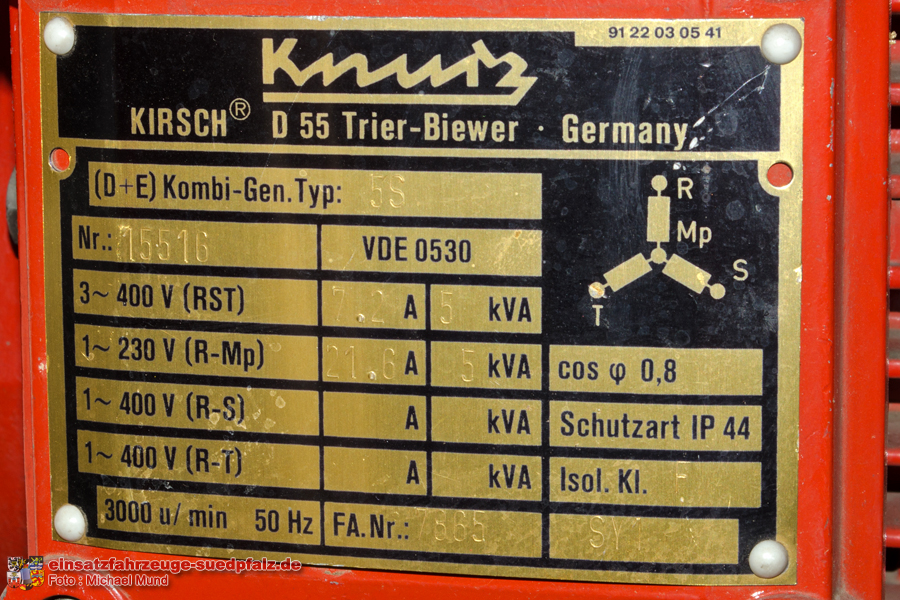 91 22 03 05 41
Knutz
KIRSCH® D 55 Trier-Biewer · Germany
(D+E) Kombi-Gen. Typ: 5S
R
Mp
S
T
Nr.: 15516 VDE 0530
3~ 400 V (RST) 7.2 A 5 kVA
1~ 230 V (R-Mp) 21.6 A 5 kVA cos φ 0,8
1~ 400 V (R-S) A kVA Schutzart IP 44
1~ 400 V (R-T) A kVA Isol. Kl. F
3000 u/ min 50 Hz FA.Nr.: SY
einsatzfahrzeuge-suedpfalz.de
Foto : Michael Mund